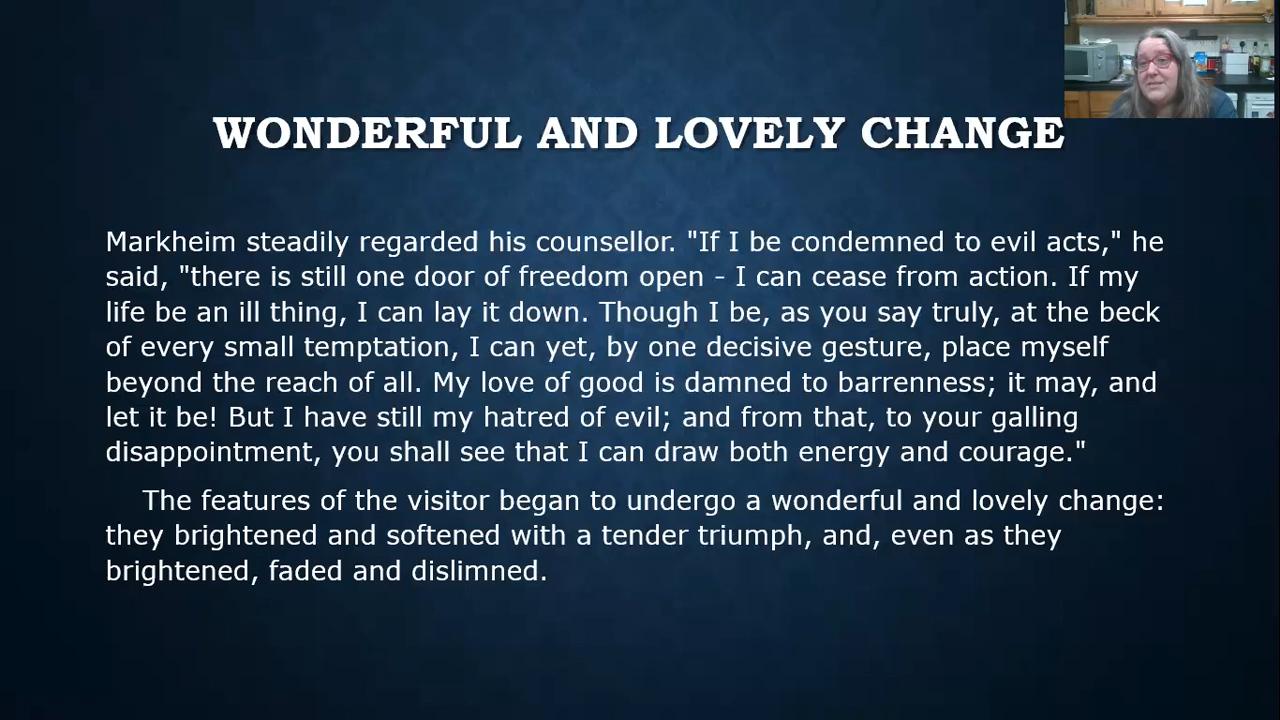 WONDERFUL AND LOVELY CHANGE
Markheim steadily regarded his counsellor. "If I be condemned to evil acts," he
said, "there is still one door of freedom open - I can cease from action. If my
life be an ill thing, I can lay it down. Though I be, as you say truly, at the beck
of every small temptation, I can yet, by one decisive gesture, place myself
beyond the reach of all. My love of good is damned to barrenness; it may, and
let it be! But I have still my hatred of evil; and from that, to your galling
disappointment, you shall see that I can draw both energy and courage."
The features of the visitor began to undergo a wonderful and lovely change:
they brightened and softened with a tender triumph, and, even as they
brightened, faded and dislimned.